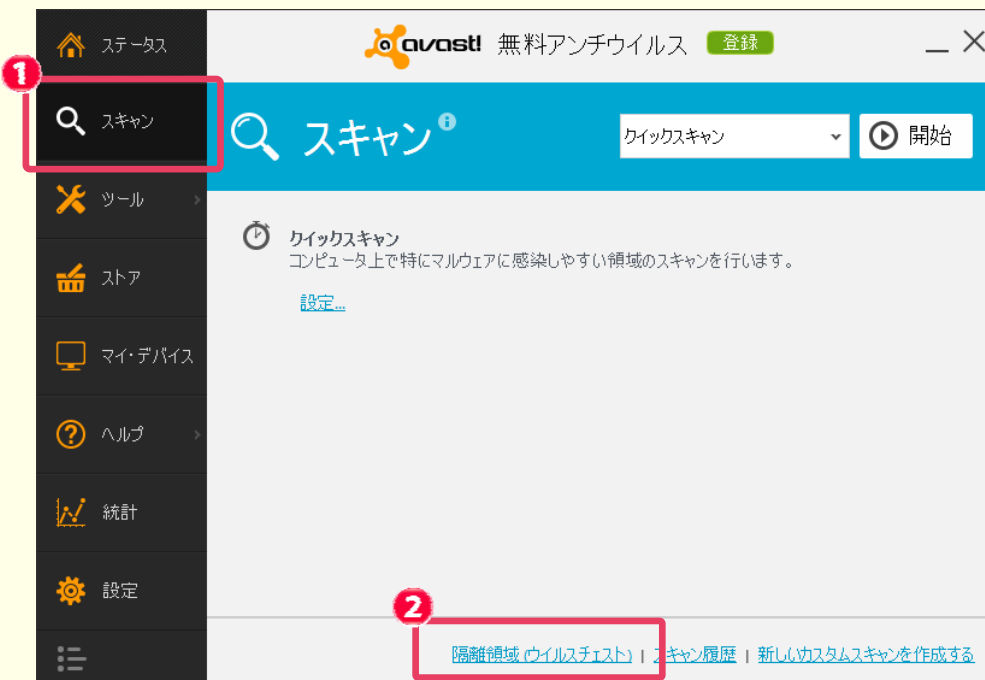 avast! 無料アンチウイルス 登録
1
ステータス
スキャン
ツール
ストア
マイ・デバイス
ヘルプ
統計
設定
スキャン
クイックスキャン
開始
クイックスキャン
コンピュータ上で特にマルウェアに感染しやすい領域のスキャンを行います。
設定...
2
隔離領域 (ウイルスチェスト) | スキャン履歴 | 新しいカスタムスキャンを作成する